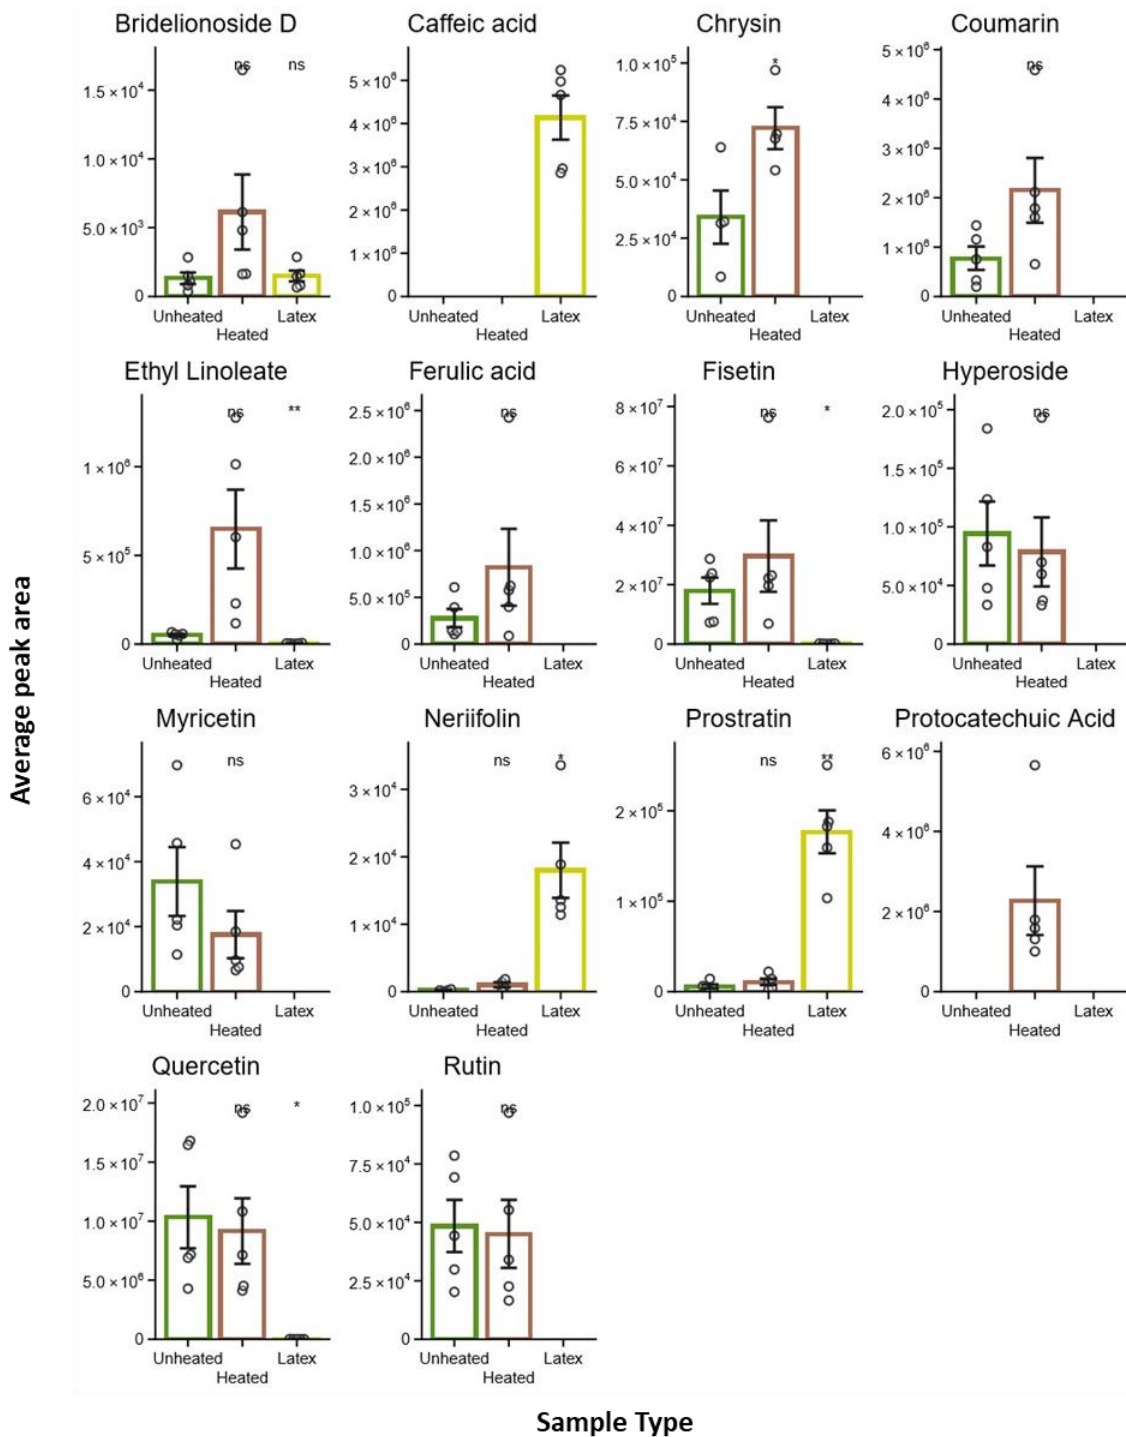 Bridelionoside D
ns
ns
1.5 × 10⁴
1.0 × 10⁴
5.0 × 10³
0
Unheated
Heated
Latex
Caffeic acid
5 × 10⁶
4 × 10⁶
3 × 10⁶
2 × 10⁶
1 × 10⁶
0
Unheated
Heated
Latex
Chrysin
*
1.0 × 10⁵
7.5 × 10⁴
5.0 × 10⁴
2.5 × 10⁴
0
Unheated
Heated
Latex
Coumarin
ns
5 × 10⁶
4 × 10⁶
3 × 10⁶
2 × 10⁶
1 × 10⁶
0
Unheated
Heated
Latex
Ethyl Linoleate
ns
**
1 × 10⁶
5 × 10⁵
0
Unheated
Heated
Latex
Ferulic acid
ns
2.5 × 10⁶
2.0 × 10⁶
1.5 × 10⁶
1.0 × 10⁶
5.0 × 10⁵
0
Unheated
Heated
Latex
Fisetin
ns
*
8 × 10⁷
6 × 10⁷
4 × 10⁷
2 × 10⁷
0
Unheated
Heated
Latex
Hyperoside
ns
2.0 × 10⁵
1.5 × 10⁵
1.0 × 10⁵
5.0 × 10⁴
0
Unheated
Heated
Latex
Myricetin
ns
6 × 10⁴
4 × 10⁴
2 × 10⁴
0
Unheated
Heated
Latex
Neriifolin
ns
*
3 × 10⁴
2 × 10⁴
1 × 10⁴
0
Unheated
Heated
Latex
Prostratin
ns
**
2 × 10⁵
1 × 10⁵
0
Unheated
Heated
Latex
Protocatechuic Acid
6 × 10⁶
4 × 10⁶
2 × 10⁶
0
Unheated
Heated
Latex
Quercetin
ns
*
2.0 × 10⁷
1.5 × 10⁷
1.0 × 10⁷
5.0 × 10⁶
0
Unheated
Heated
Latex
Rutin
ns
1.0 × 10⁵
7.5 × 10⁴
5.0 × 10⁴
2.5 × 10⁴
0
Unheated
Heated
Latex
Average peak area
Sample Type